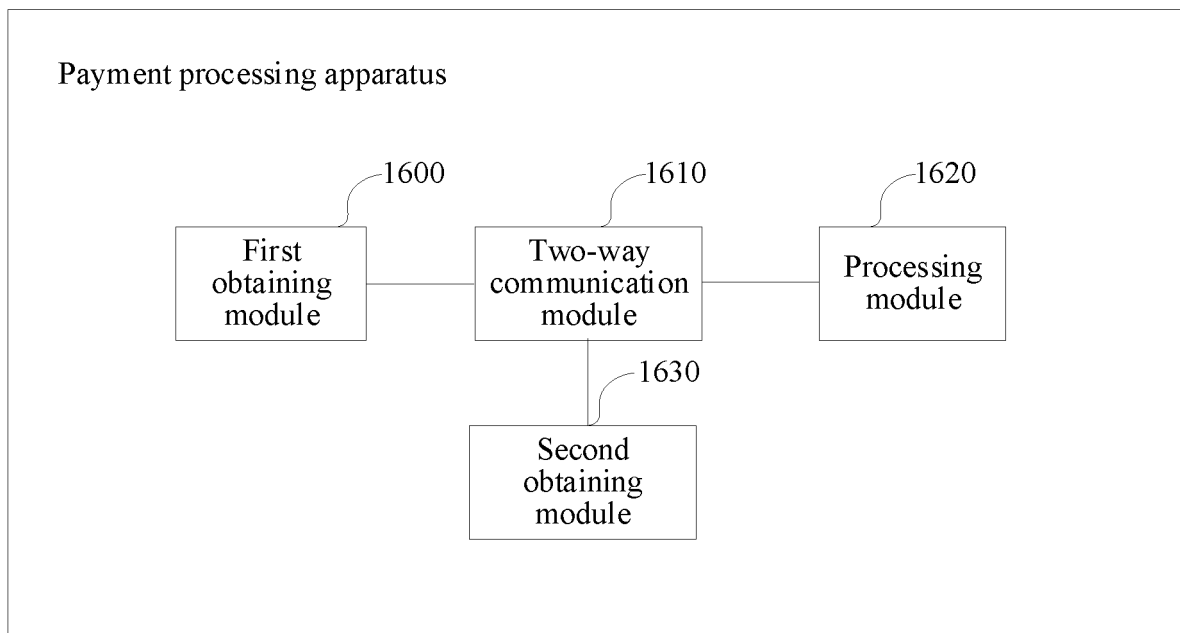 Payment processing apparatus
1600
1610
1620
First
obtaining
module
Two-way
communication
module
Processing
module
1630
Second
obtaining
module